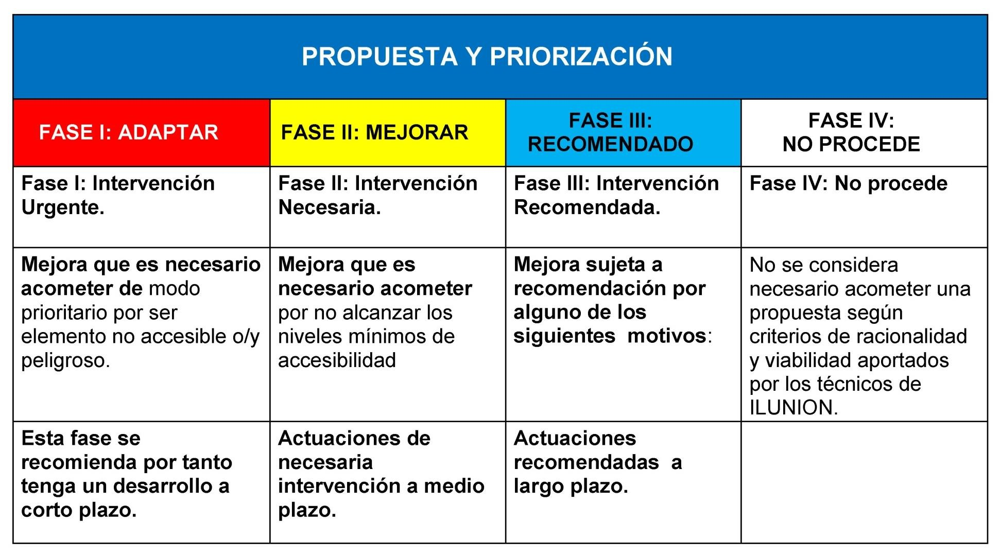 PROPUESTA Y PRIORIZACIÓN
FASE I: ADAPTAR
FASE II: MEJORAR
FASE III:
RECOMENDADO
FASE IV:
NO PROCEDE
Fase I: Intervención
Urgente.
Fase II: Intervención
Necesaria.
Fase III: Intervención
Recomendada.
Fase IV: No procede
Mejora que es necesario
acometer de modo
prioritario por ser
elemento no accesible o/y
peligroso.
Mejora que es
necesario acometer
por no alcanzar los
niveles mínimos de
accesibilidad
Mejora sujeta a
recomendación por
alguno de los
siguientes  motivos:
No se considera
necesario acometer una
propuesta según
criterios de racionalidad
y viabilidad aportados
por los técnicos de
ILUNION.
Esta fase se
recomienda por tanto
tenga un desarrollo a
corto plazo.
Actuaciones de
necesaria
intervención a medio
plazo.
Actuaciones
recomendadas  a
largo plazo.